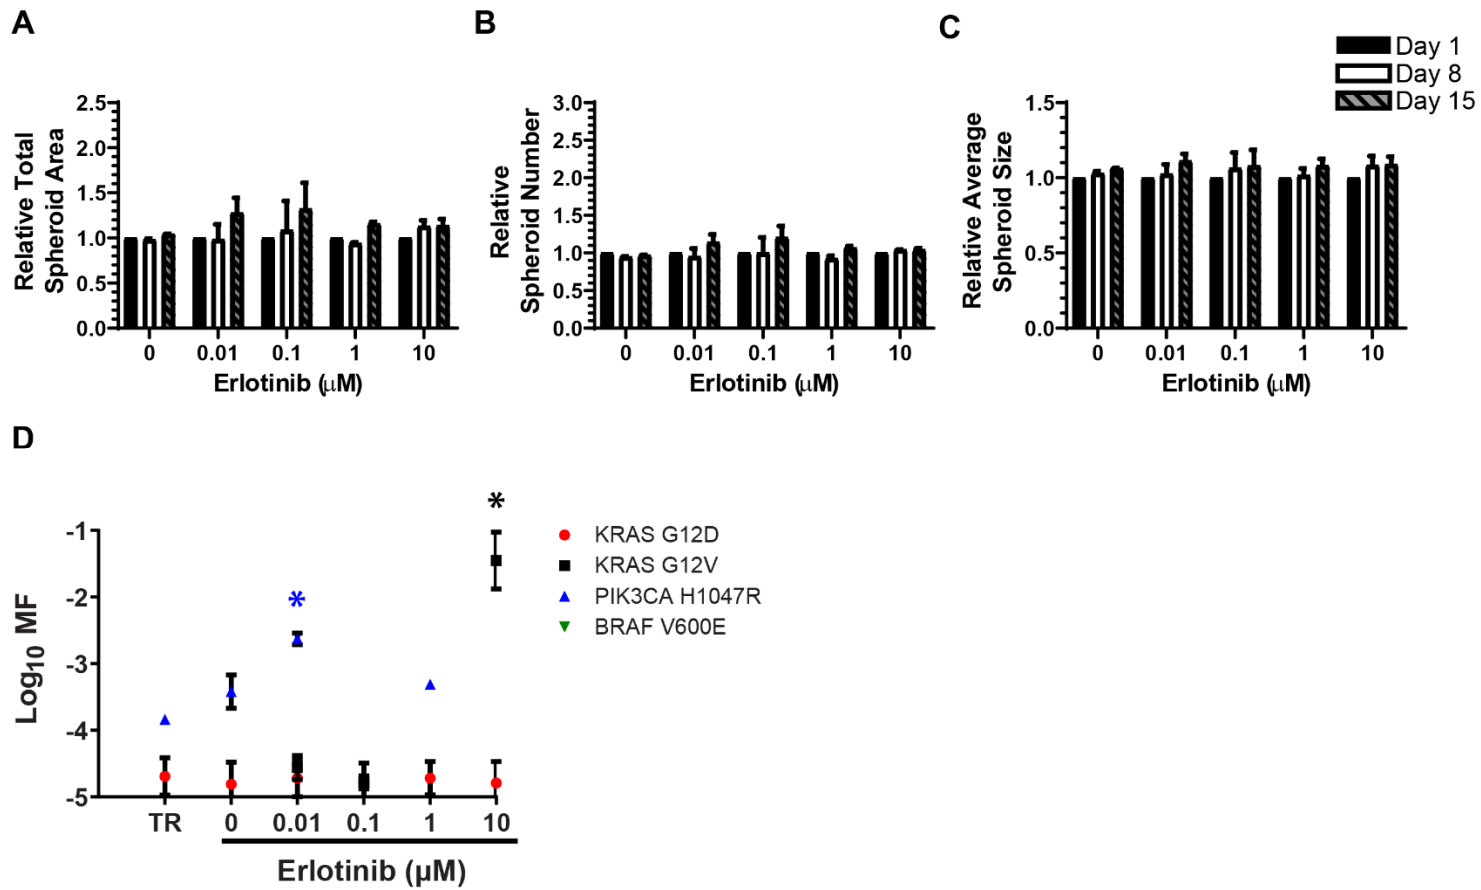 A
B
C
Day 1
Day 8
Day 15
Relative Total
Spheroid Area
2.5
2.0
1.5
1.0
0.5
0.0
0 0.01 0.1 1 10
Erlotinib (μM)
Relative
Spheroid Number
3.0
2.5
2.0
1.5
1.0
0.5
0.0
0 0.01 0.1 1 10
Erlotinib (μM)
Relative Average
Spheroid Size
1.5
1.0
0.5
0.0
0 0.01 0.1 1 10
Erlotinib (μM)
D
Log10 MF
-1
-2
-3
-4
-5
*
*
TR 0 0.01 0.1 1 10
Erlotinib (μM)
KRAS G12D
KRAS G12V
PIK3CA H1047R
BRAF V600E